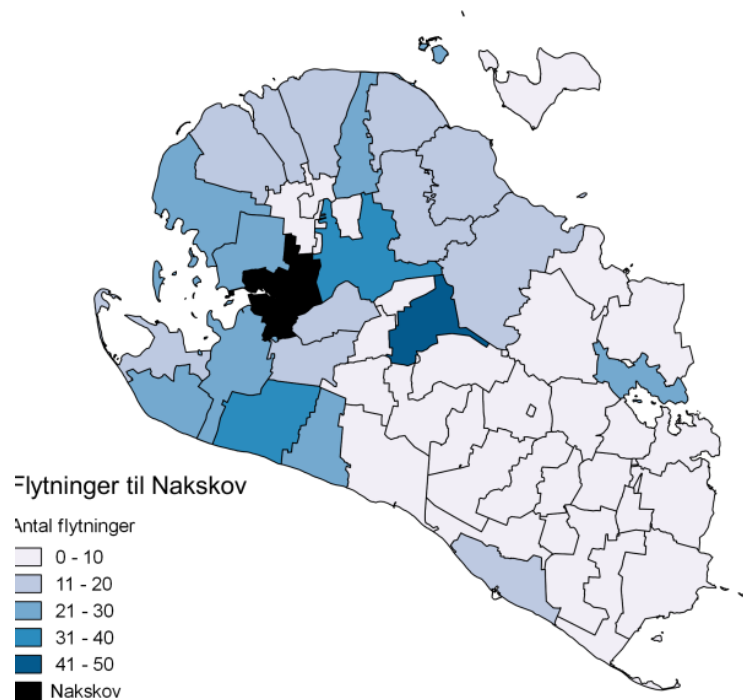 Flytninger til Nakskov
Antal flytninger
0 - 10
11 - 20
21 - 30
31 - 40
41 - 50
Nakskov